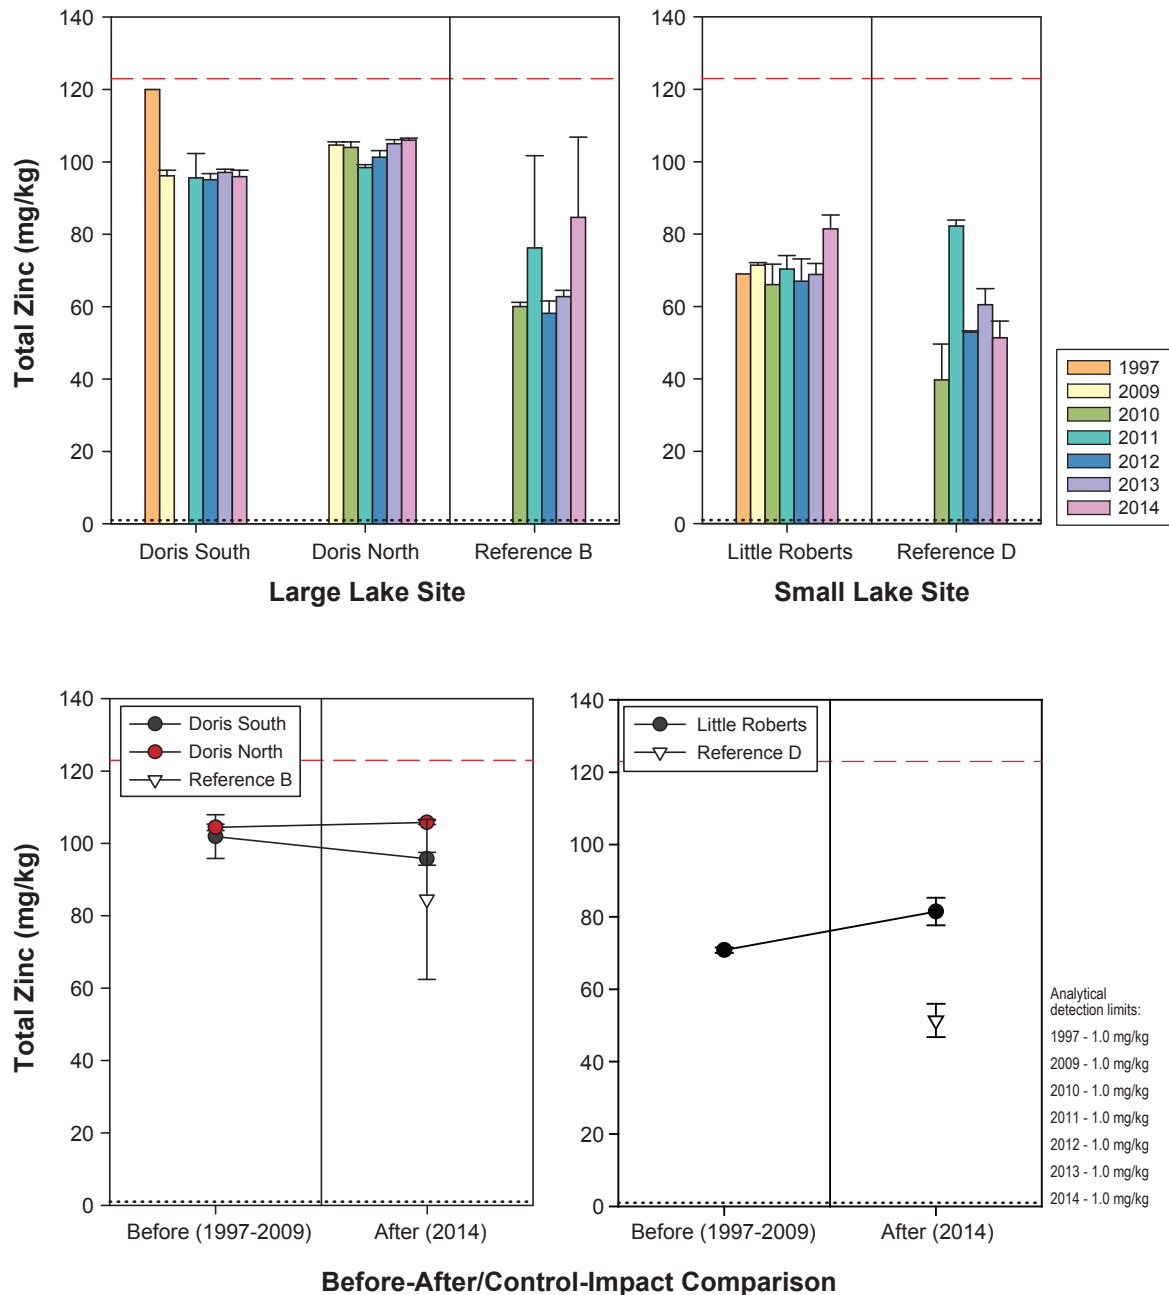 140
120
100
80
60
40
20
0
Total Zinc (mg/kg)
Doris South
Doris North
Reference B
Large Lake Site
140
120
100
80
60
40
20
0
Little Roberts
Reference D
Small Lake Site
1997
2009
2010
2011
2012
2013
2014
140
120
100
80
60
40
20
0
Total Zinc (mg/kg)
Doris South
Doris North
Reference B
Before (1997-2009)
After (2014)
140
120
100
80
60
40
20
0
Little Roberts
Reference D
Before (1997-2009)
After (2014)
Analytical
detection limits:
1997 - 1.0 mg/kg
2009 - 1.0 mg/kg
2010 - 1.0 mg/kg
2011 - 1.0 mg/kg
2012 - 1.0 mg/kg
2013 - 1.0 mg/kg
2014 - 1.0 mg/kg
Before-After/Control-Impact Comparison